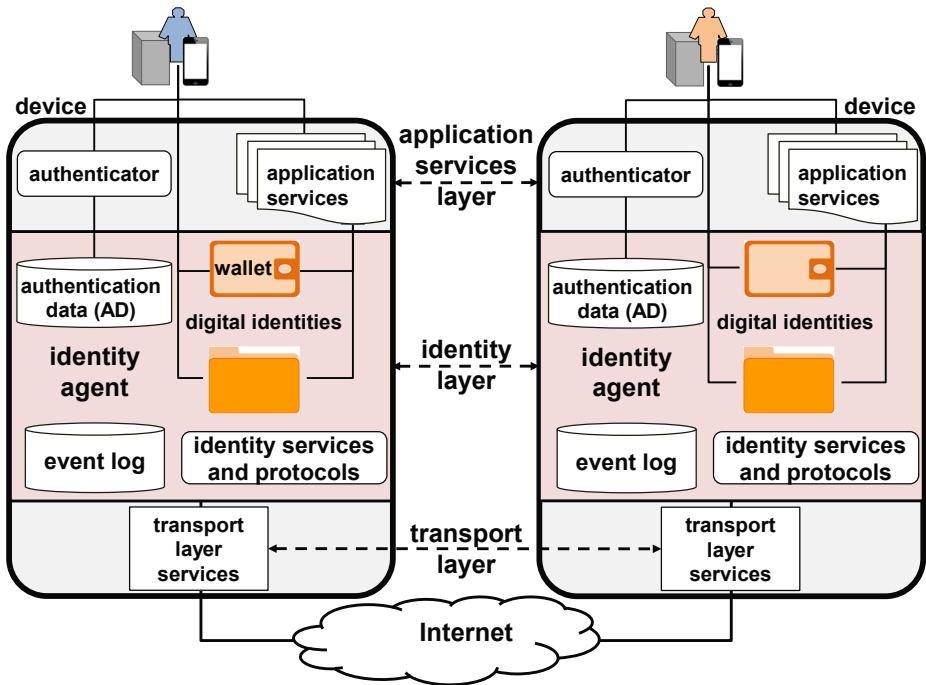 device
device
authenticator
application
services
application
services
layer
authenticator
application
services
authentication
data (AD)
wallet
digital identities
identity
agent
identity
layer
authentication
data (AD)
digital identities
identity
agent
event log
identity services
and protocols
event log
identity services
and protocols
transport
layer
services
transport
layer
transport
layer
services
Internet